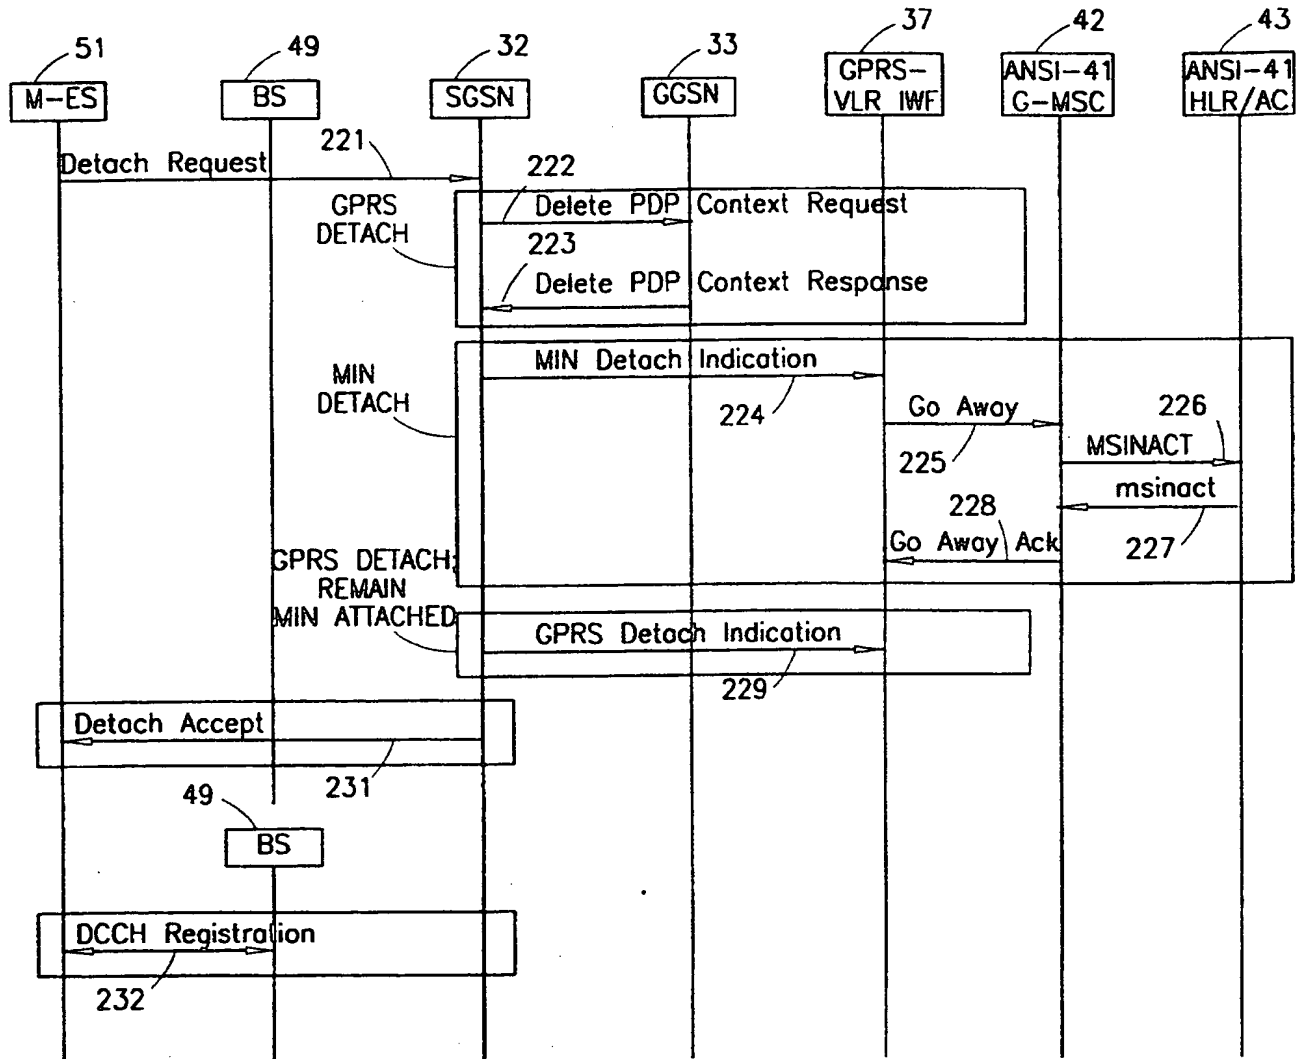 51
49
32
33
37
42
43
M-ES
BS
SGSN
GGSN
GPRS-
VLR IWF
ANSI-41
G-MSC
ANSI-41
HLR/AC
Detach Request
221
222
GPRS
DETACH
Delete PDP Context Request
223
Delete PDP Context Response
MIN
DETACH
MIN Detach Indication
224
Go Away
225
226
MSINACT
msinact
227
228
Go Away Ack
GPRS DETACH;
REMAIN
MIN ATTACHED
GPRS Detach Indication
229
Detach Accept
231
49
BS
DCCH Registration
232